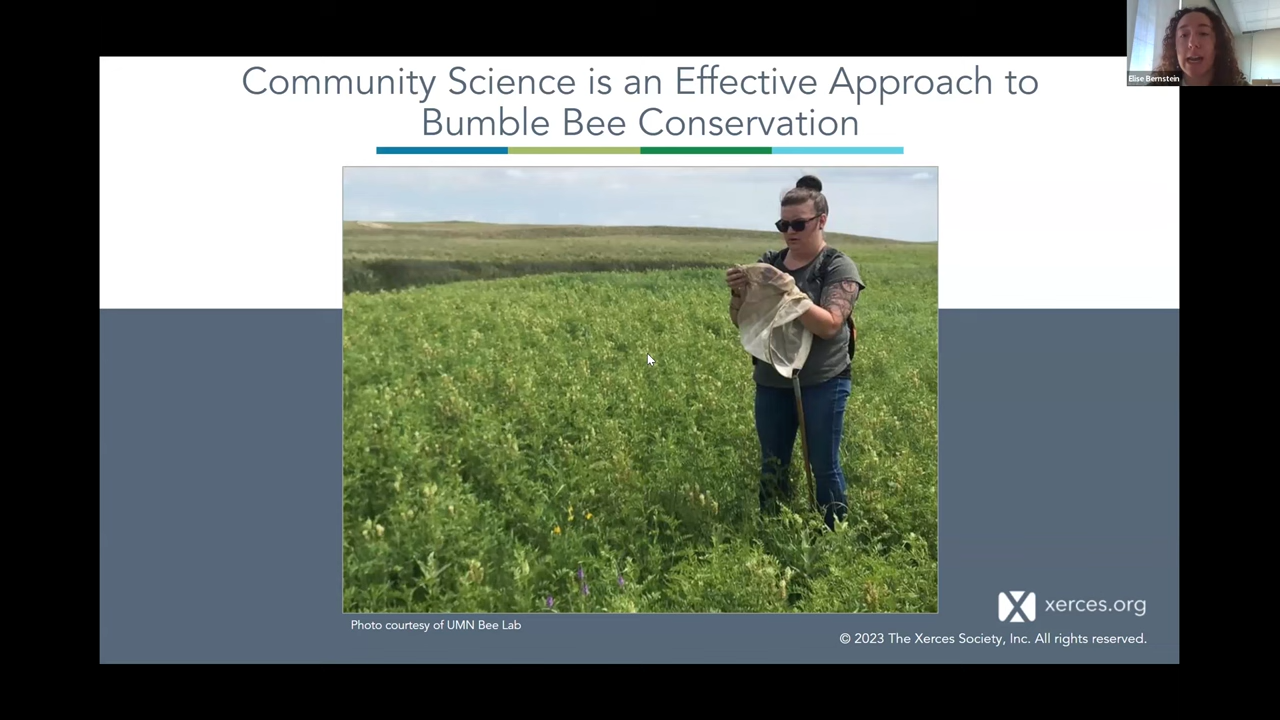 Community Science is an Effective Approach to
Bumble Bee Conservation
Elise Bernstein
Photo courtesy of UMN Bee Lab
xerces.org
© 2023 The Xerces Society, Inc. All rights reserved.